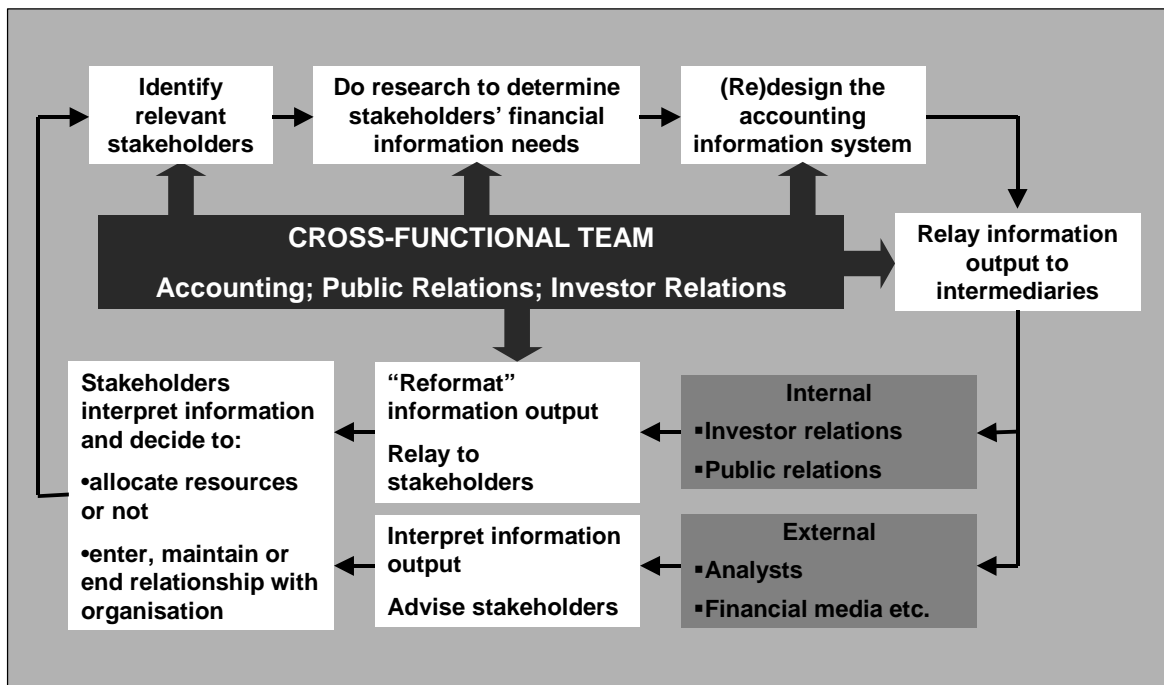 Identify
relevant
stakeholders
Do research to determine
stakeholders’ financial
information needs
(Re)design the
accounting
information system
CROSS-FUNCTIONAL TEAM
Accounting; Public Relations; Investor Relations
Relay information
output to
intermediaries
Stakeholders
interpret information
and decide to:
•allocate resources
or not
•enter, maintain or
end relationship with
organisation
“Reformat”
information output
Relay to
stakeholders
Internal
▪Investor relations
▪Public relations
Interpret information
output
Advise stakeholders
External
▪Analysts
▪Financial media etc.